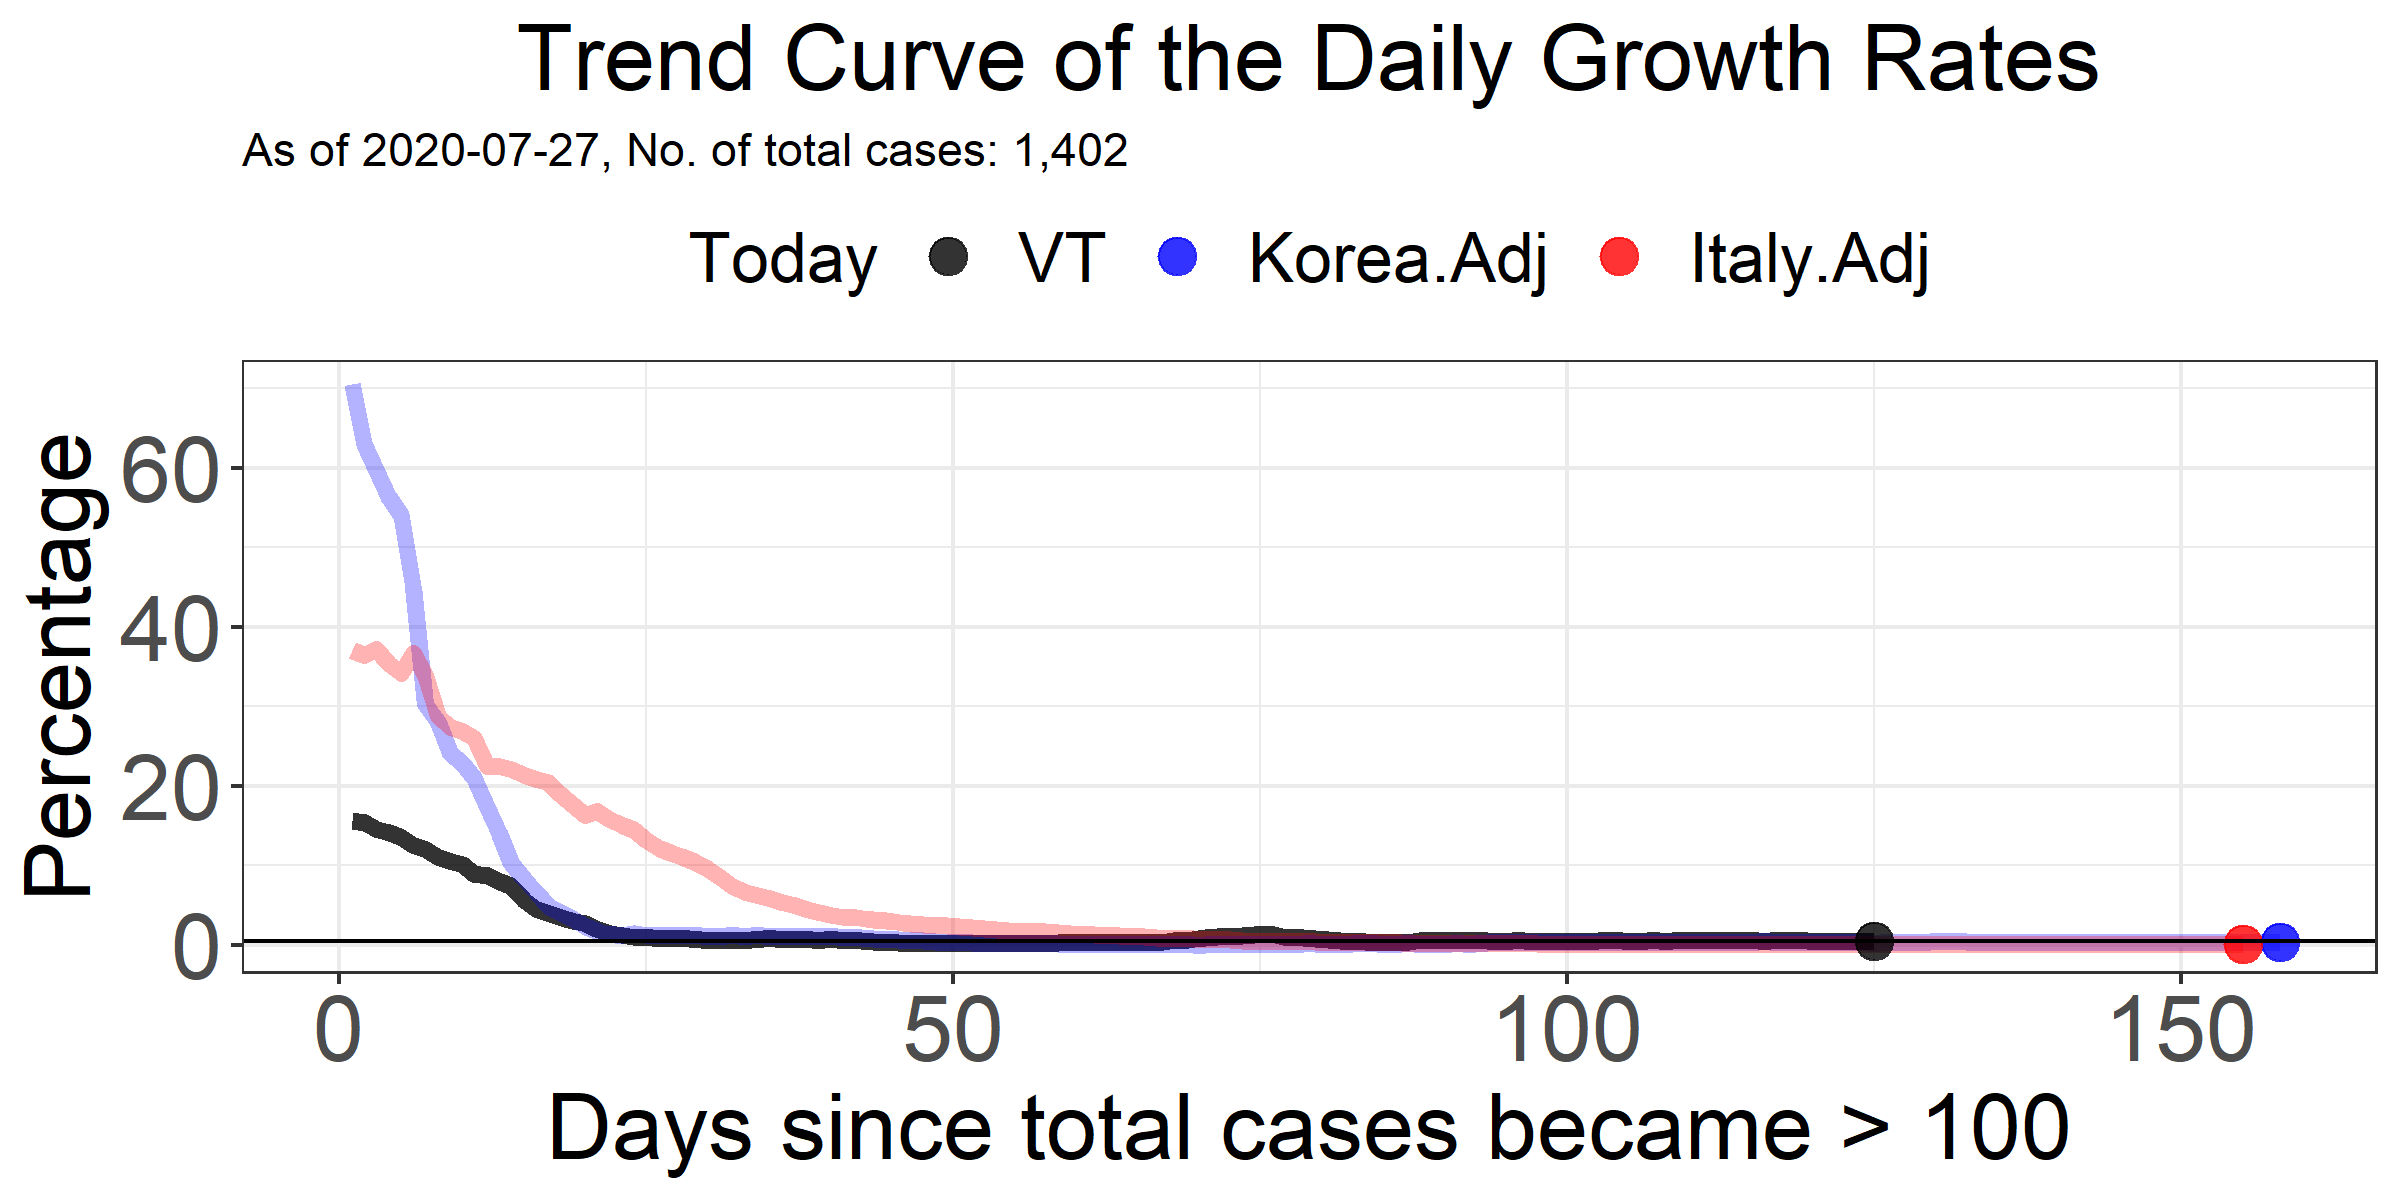 Trend Curve of the Daily Growth Rates
As of 2020-07-27, No. of total cases: 1,402
Today VT Korea.Adj Italy.Adj
Percentage
60
40
20
0
0 50 100 150
Days since total cases became > 100